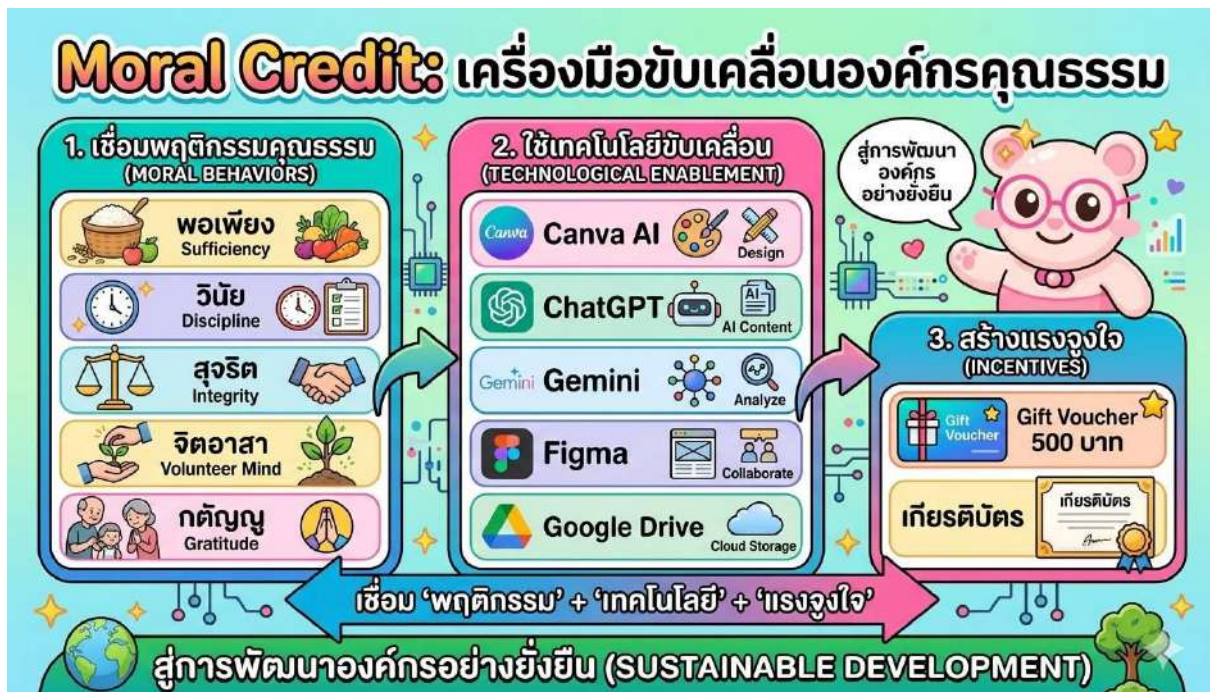 Moral Credit: เครื่องมือขับเคลื่อนองค์กรคุณธรรม
1. เชื่อมพฤติกรรมคุณธรรม
(MORAL BEHAVIORS)
พอเพียง
Sufficiency
วินัย
Discipline
สุจริต
Integrity
จิตอาสา
Volunteer Mind
กตัญญู
Gratitude
2. ใช้เทคโนโลยีขับเคลื่อน
(TECHNOLOGICAL ENABLEMENT)
Canva
Canva AI
Design
ChatGPT
AI
AI Content
Gemini
Gemini
Analyze
Figma
Collaborate
Google Drive
Cloud Storage
สู่การพัฒนา
องค์กร
อย่างยั่งยืน
3. สร้างแรงจูงใจ
(INCENTIVES)
Gift
Voucher
Gift Voucher
500 บาท
เกียรติบัตร
เกียรติบัตร
เชื่อม ‘พฤติกรรม’ + ‘เทคโนโลยี’ + ‘แรงจูงใจ’
สู่การพัฒนาองค์กรอย่างยั่งยืน (SUSTAINABLE DEVELOPMENT)